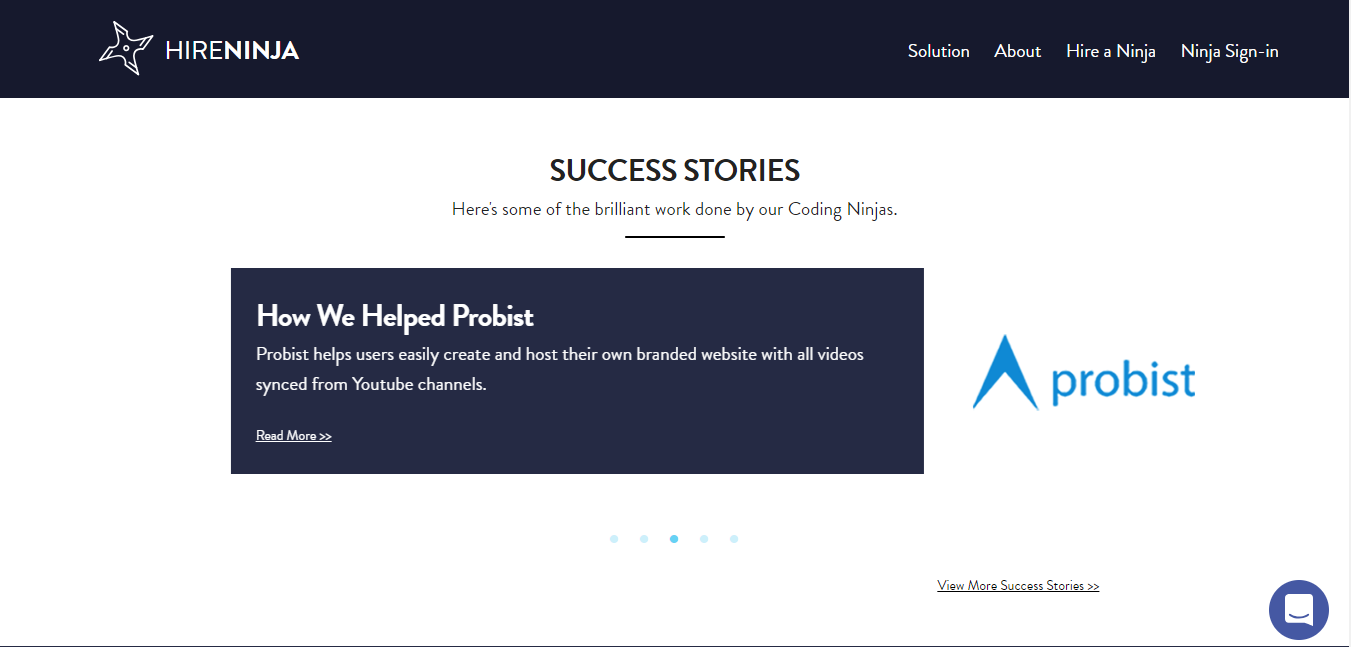 HIRENINJA
Solution About Hire a Ninja Ninja Sign-in
SUCCESS STORIES
Here's some of the brilliant work done by our Coding Ninjas.
How We Helped Probist
Probist helps users easily create and host their own branded website with all videos
synced from Youtube channels.
Read More >>
probist
View More Success Stories >>